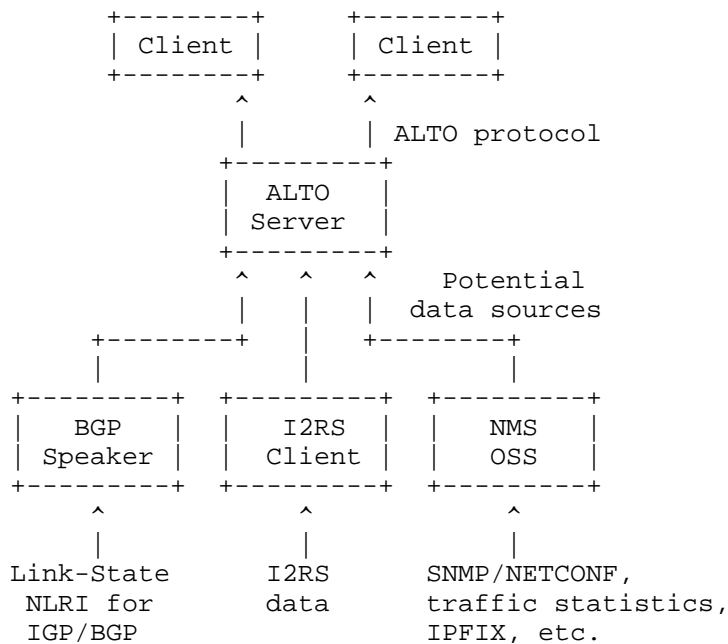 Client Client
ALTO protocol
ALTO
Server
Potential
data sources
BGP I2RS NMS
Speaker Client OSS
Link-State I2RS SNMP/NETCONF,
NLRI for data traffic statistics,
IGP/BGP IPFIX, etc.